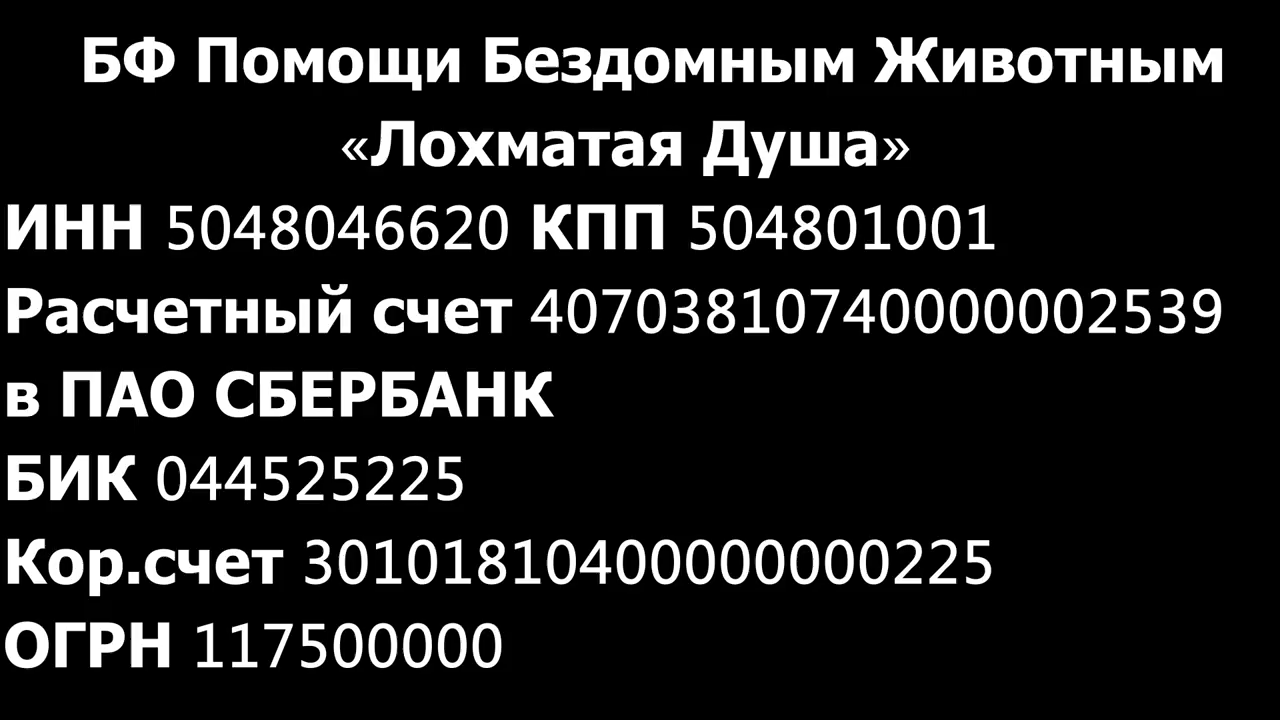 БФ Помощи Бездомным Животным
«Лохматая Душа»
ИНН 5048046620 КПП 504801001
Расчетный счет 40703810740000002539
в ПАО СБЕРБАНК
БИК 044525225
Кор.счет 30101810400000000225
ОГРН 117500000